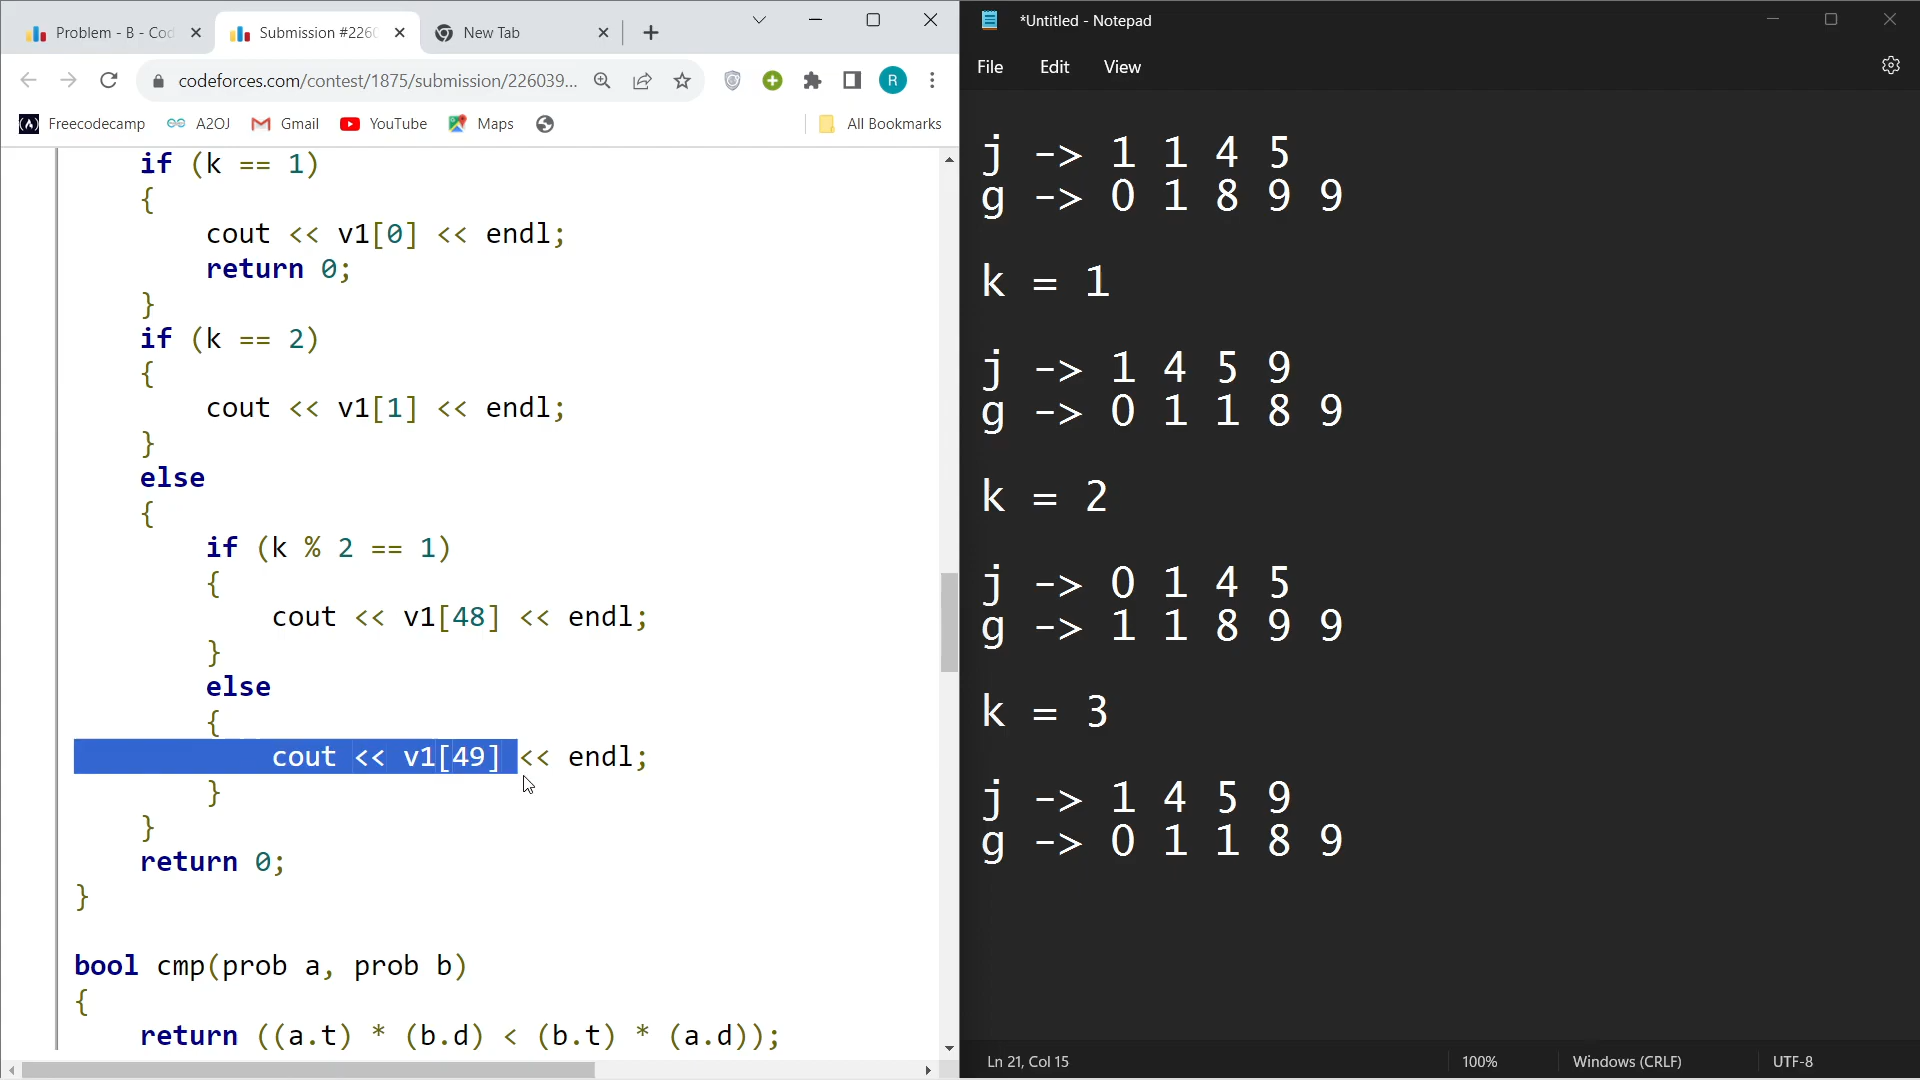 Problem - B - Cod
Submission #2260
New Tab
codeforces.com/contest/1875/submission/226039...
R
Freecodecamp
A2OJ
Gmail
YouTube
Maps
All Bookmarks
if (k == 1)
{
cout << v1[0] << endl;
return 0;
}
if (k == 2)
{
cout << v1[1] << endl;
}
else
{
if (k % 2 == 1)
{
cout << v1[48] << endl;
}
else
{
cout << v1[49] << endl;
}
}
return 0;
}
bool cmp(prob a, prob b)
{
return ((a.t) * (b.d) < (b.t) * (a.d));
*Untitled - Notepad
File Edit View
j -> 1 1 4 5
g -> 0 1 8 9 9
k = 1
j -> 1 4 5 9
g -> 0 1 1 8 9
k = 2
j -> 0 1 4 5
g -> 1 1 8 9 9
k = 3
j -> 1 4 5 9
g -> 0 1 1 8 9
Ln 21, Col 15
100%
Windows (CRLF)
UTF-8